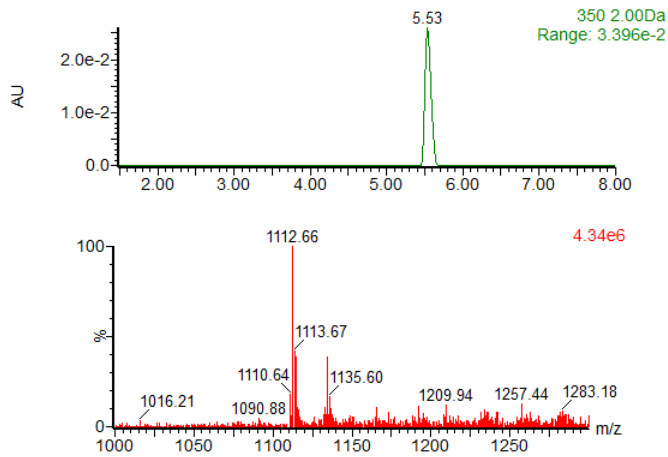 5.53
350 2.00Da
Range: 3.396e-2
AU
2.0e-2
1.0e-2
0.0
2.00 3.00 4.00 5.00 6.00 7.00 8.00
1112.66
4.34e6
100
%
0
1113.67
1110.64
1135.60
1016.21
1090.88
1209.94
1257.44
1283.18
1000 1050 1100 1150 1200 1250
m/z